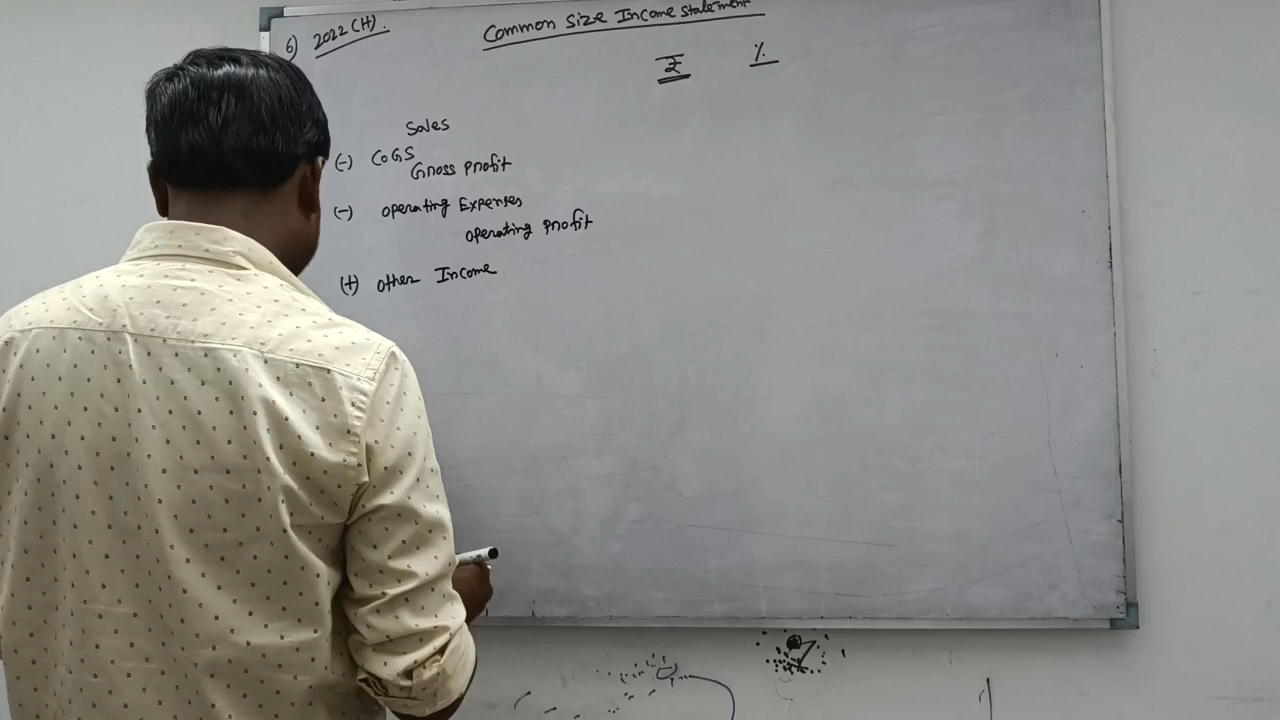 6) 2022 (H).
Common Size Income Statement
₹ %
Sales
(-) COGS
Gross Profit
(-) Operating Expenses
Operating Profit
(+) Other Income